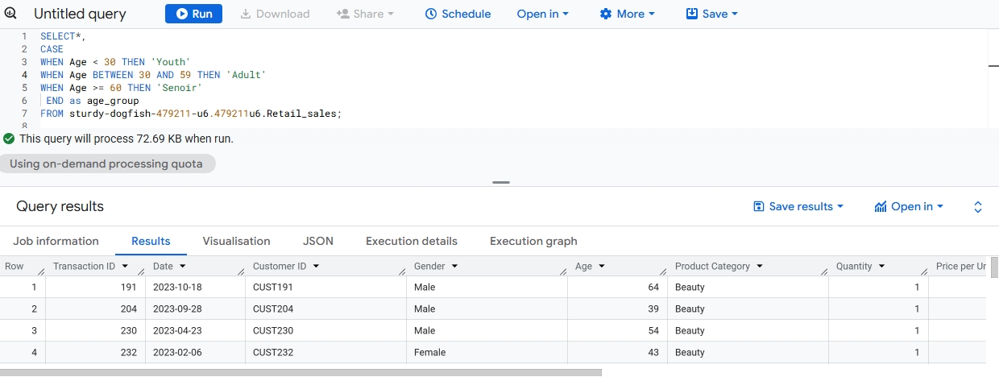 Untitled query Run Download Share Schedule Open in More Save
1 SELECT*,
2 CASE
3 WHEN Age < 30 THEN 'Youth'
4 WHEN Age BETWEEN 30 AND 59 THEN 'Adult'
5 WHEN Age >= 60 THEN 'Senoir'
6 END as age_group
7 FROM sturdy-dogfish-479211-u6.479211u6.Retail_sales;
8
This query will process 72.69 KB when run.
Using on-demand processing quota
Query results Save results Open in
Job information Results Visualisation JSON Execution details Execution graph
Row Transaction ID Date Customer ID Gender Age Product Category Quantity Price per Ur
1 191 2023-10-18 CUST191 Male 64 Beauty 1
2 204 2023-09-28 CUST204 Male 39 Beauty 1
3 230 2023-04-23 CUST230 Male 54 Beauty 1
4 232 2023-02-06 CUST232 Female 43 Beauty 1